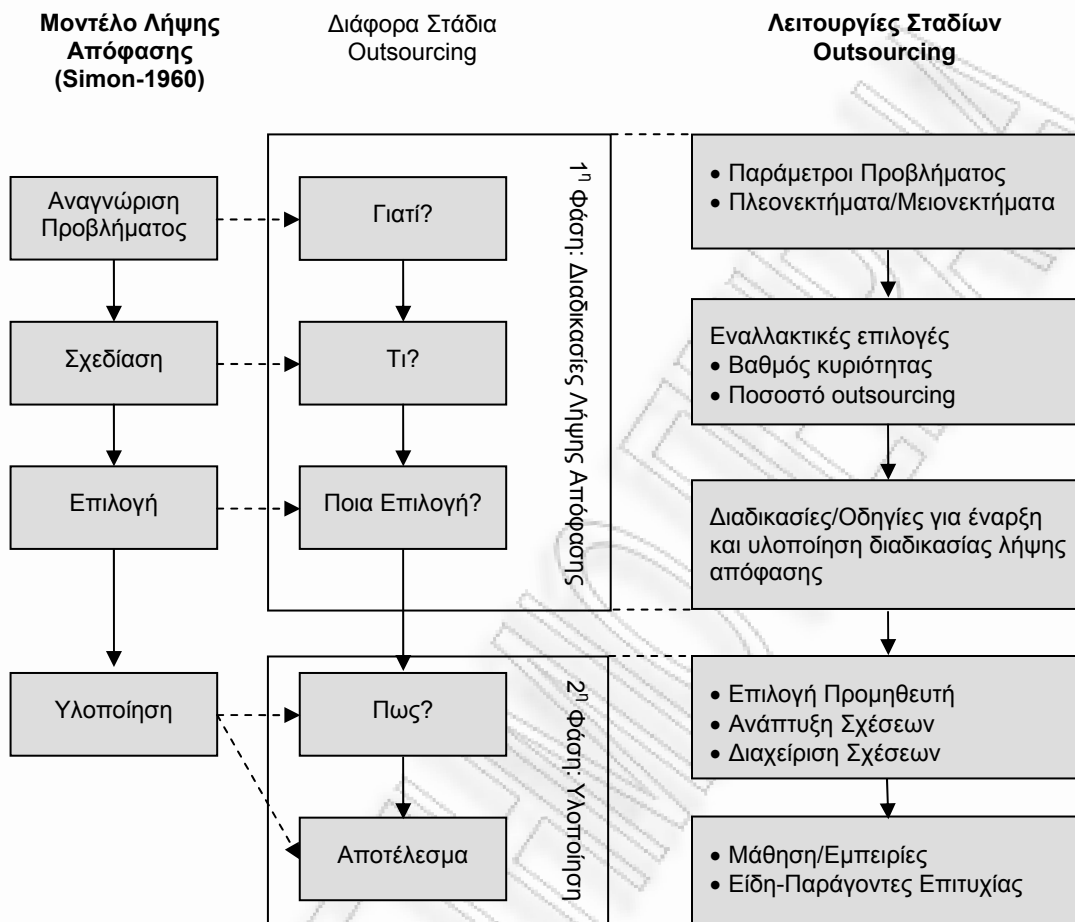 Μοντέλο Λήψης
Απόφασης
(Simon-1960)
Διάφορα Στάδια
Outsourcing
Λειτουργίες Σταδίων
Outsourcing
Αναγνώριση
Προβλήματος
Σχεδίαση
Επιλογή
Υλοποίηση
Γιατί?
Τι?
Ποια Επιλογή?
1η Φάση: Διαδικασίες Λήψης Απόφασης
Πως?
Αποτέλεσμα
2η Φάση: Υλοποίηση
• Παράμετροι Προβλήματος
• Πλεονεκτήματα/Μειονεκτήματα
Εναλλακτικές επιλογές
• Βαθμός κυριότητας
• Ποσοστό outsourcing
Διαδικασίες/Οδηγίες για έναρξη
και υλοποίηση διαδικασίας λήψης
απόφασης
• Επιλογή Προμηθευτή
• Ανάπτυξη Σχέσεων
• Διαχείριση Σχέσεων
• Μάθηση/Εμπειρίες
• Είδη-Παράγοντες Επιτυχίας